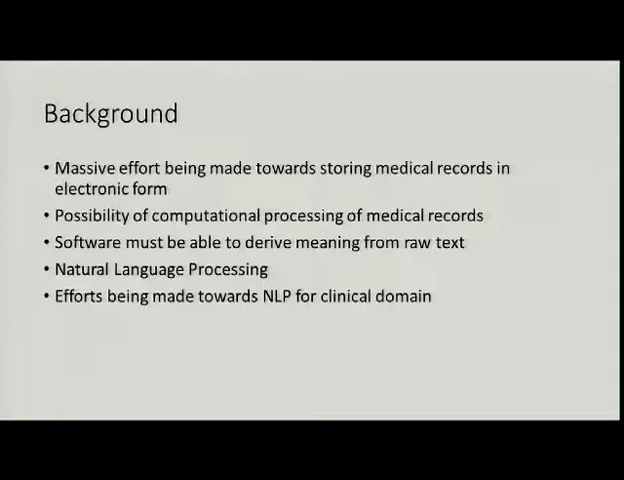 Background
• Massive effort being made towards storing medical records in
electronic form
• Possibility of computational processing of medical records
• Software must be able to derive meaning from raw text
• Natural Language Processing
• Efforts being made towards NLP for clinical domain